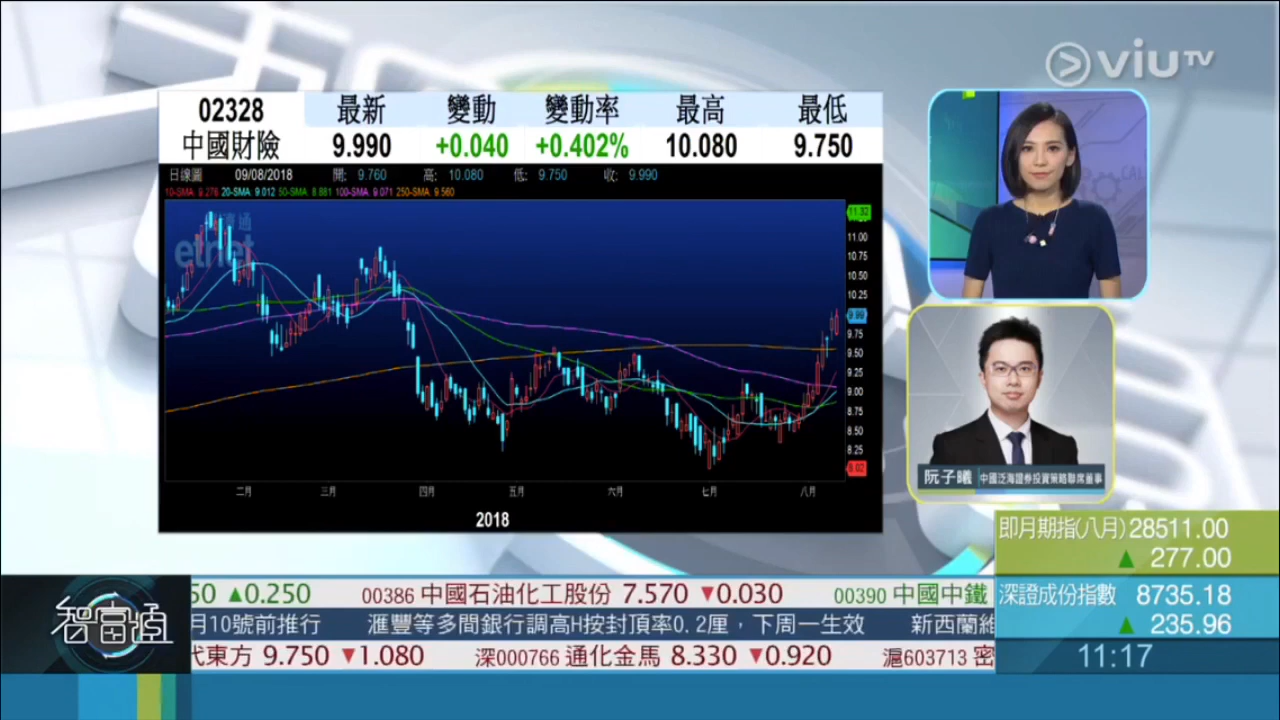 viuTV
02328 最新 變動 變動率 最高 最低
中國財險 9.990 +0.040 +0.402% 10.080 9.750
日線圖 09/08/2018 開: 9.760 高: 10.080 低: 9.750 收: 9.990
10-SMA: 9.276 20-SMA: 9.012 50-SMA: 8.881 100-SMA: 9.071 250-SMA: 9.560
etnet
11.32
11.00
10.75
10.50
10.25
9.99
9.75
9.50
9.25
9.00
8.75
8.50
8.25
8.02
二月 三月 四月 五月 六月 七月 八月
2018
阮子曦 中國泛海證券投資策略聯席董事
即月期指(八月) 28511.00
▲ 277.00
深證成份指數 8735.18
▲ 235.96
11:17
智富通
50 ▲0.250 00386 中國石油化工股份 7.570 ▼0.030 00390 中國中鐵
月10號前推行 滙豐等多間銀行調高H按封頂率0.2厘，下周一生效 新西蘭維
代東方 9.750 ▼1.080 深000766 通化金馬 8.330 ▼0.920 滬603713 密